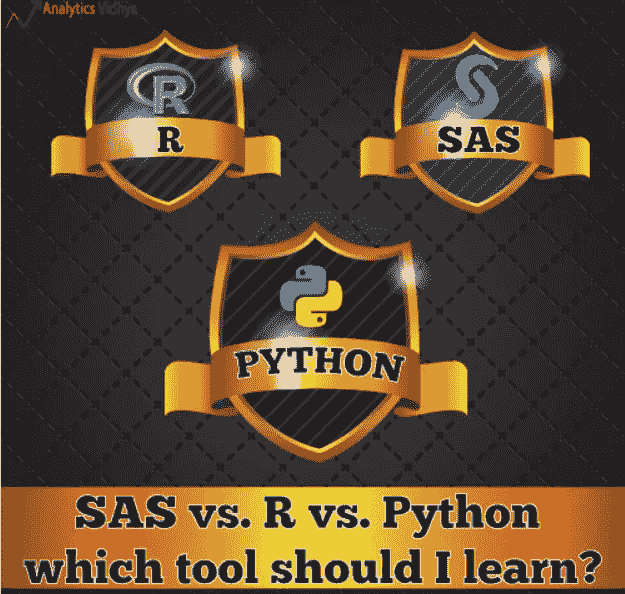 Analytics Vidhya
R
R
SAS
PYTHON
SAS vs. R vs. Python
which tool should I learn?